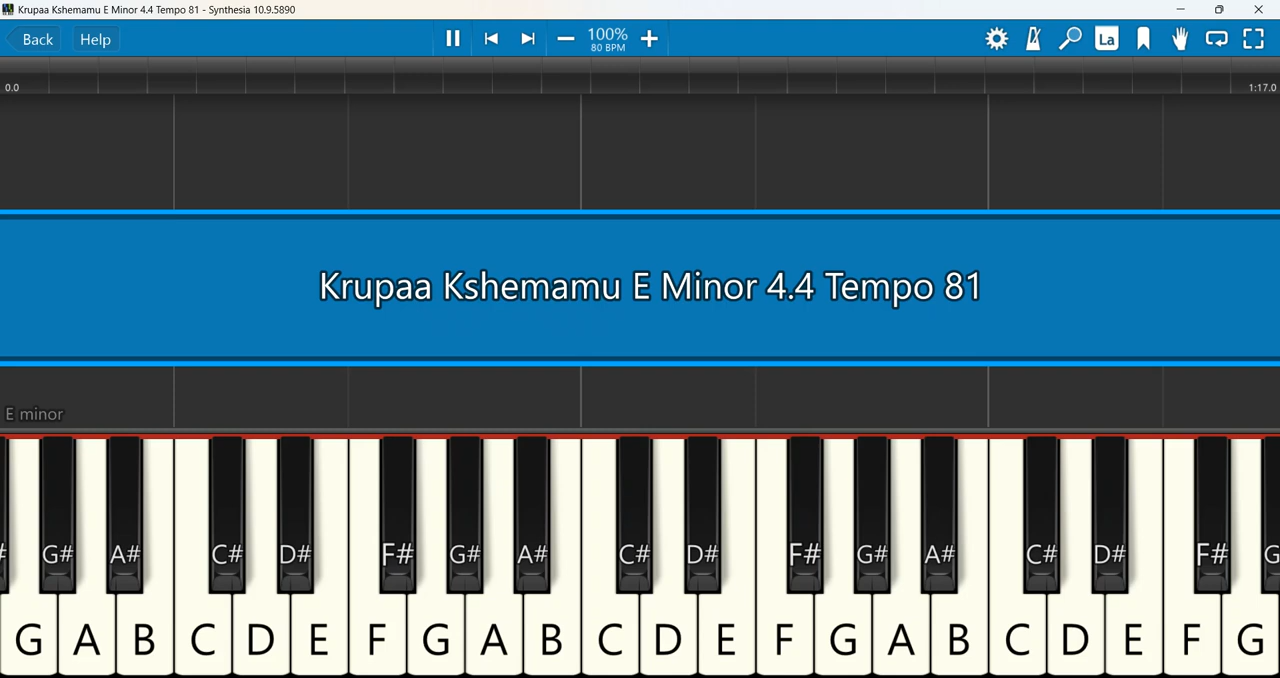 Krupaa Kshemamu E Minor 4.4 Tempo 81 - Synthesia 10.9.5890
Back
Help
100%
80 BPM
La
0.0
1:17.0
Krupaa Kshemamu E Minor 4.4 Tempo 81
E minor
# G# A# C# D# F# G# A# C# D# F# G# A# C# D# F# G
G A B C D E F G A B C D E F G A B C D E F G